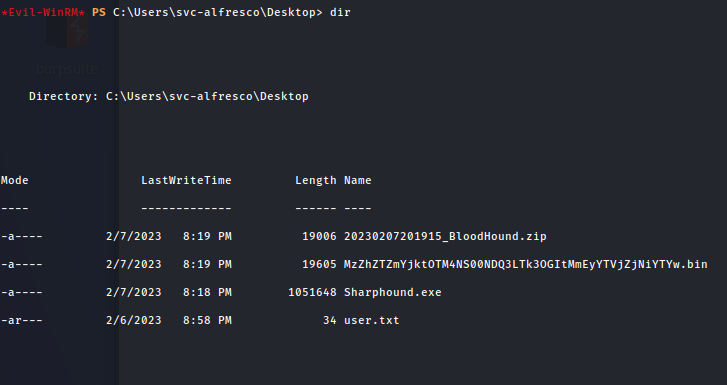 *Evil-WinRM* PS C:\Users\svc-alfresco\Desktop> dir
burpsuite
Directory: C:\Users\svc-alfresco\Desktop
Mode LastWriteTime Length Name
---- ------------- ------ ----
-a---- 2/7/2023 8:19 PM 19006 20230207201915_BloodHound.zip
-a---- 2/7/2023 8:19 PM 19605 MzZhZTZmYjktOTM4NS00NDQ3LTk3OGItMmEyYTVjZjNiYTYw.bin
-a---- 2/7/2023 8:18 PM 1051648 Sharphound.exe
-ar--- 2/6/2023 8:58 PM 34 user.txt